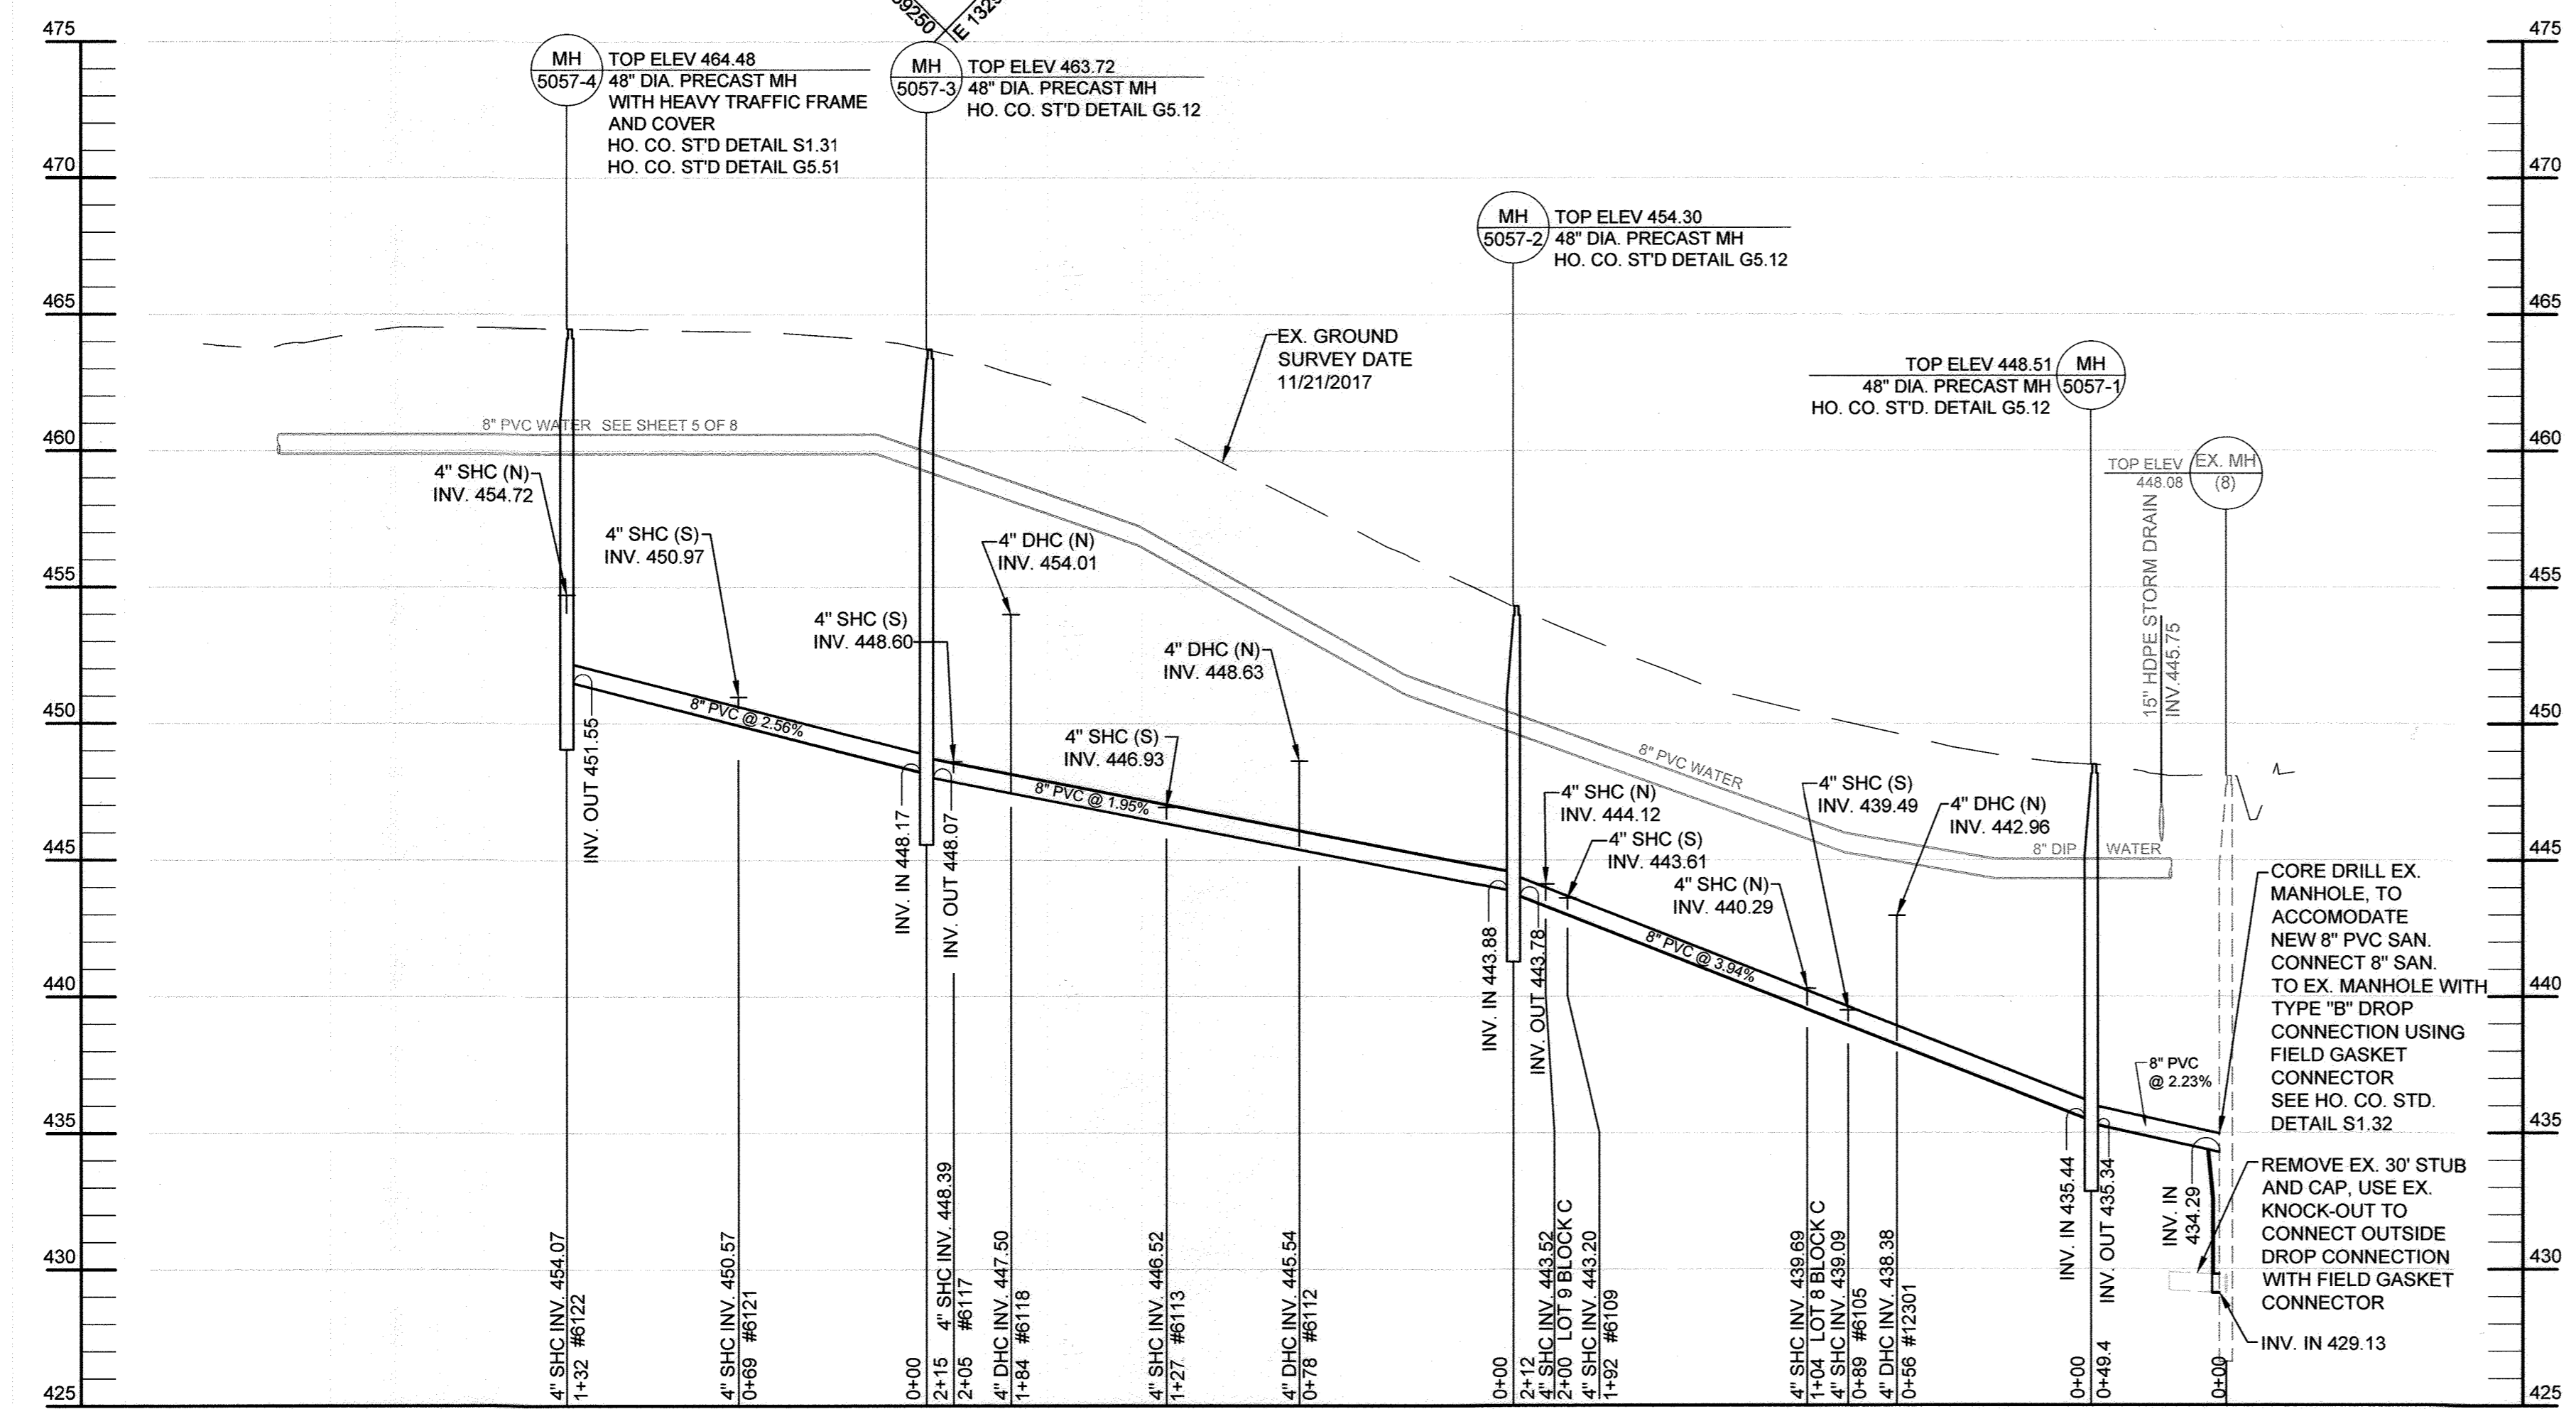 39250
E 1325
475
475
MH
5057-4
TOP ELEV 464.48
48" DIA. PRECAST MH
WITH HEAVY TRAFFIC FRAME
AND COVER
HO. CO. ST'D DETAIL S1.31
HO. CO. ST'D DETAIL G5.51
MH
5057-3
TOP ELEV 463.72
48" DIA. PRECAST MH
HO. CO. ST'D DETAIL G5.12
470
470
MH
5057-2
TOP ELEV 454.30
48" DIA. PRECAST MH
HO. CO. ST'D DETAIL G5.12
465
465
EX. GROUND
SURVEY DATE
11/21/2017
TOP ELEV 448.51
48" DIA. PRECAST MH
HO. CO. ST'D. DETAIL G5.12
MH
5057-1
460
460
8" PVC WATER SEE SHEET 5 OF 8
TOP ELEV
448.08
EX. MH
(8)
4" SHC (N)
INV. 454.72
4" SHC (S)
INV. 450.97
4" DHC (N)
INV. 454.01
15" HDPE STORM DRAIN
INV.445.75
455
455
4" SHC (S)
INV. 448.60
4" DHC (N)
INV. 448.63
450
450
8" PVC @ 2.56%
INV. OUT 451.55
4" SHC (S)
INV. 446.93
8" PVC @ 1.95%
8" PVC WATER
4" SHC (N)
INV. 444.12
4" SHC (S)
INV. 443.61
4" SHC (S)
INV. 439.49
4" DHC (N)
INV. 442.96
4" SHC (N)
INV. 440.29
8" DIP WATER
445
445
INV. IN 448.17
INV. OUT 448.07
INV. IN 443.88
INV. OUT 443.78
8" PVC @ 3.94%
CORE DRILL EX.
MANHOLE, TO
ACCOMODATE
NEW 8" PVC SAN.
CONNECT 8" SAN.
TO EX. MANHOLE WITH
TYPE "B" DROP
CONNECTION USING
FIELD GASKET
CONNECTOR
SEE HO. CO. STD.
DETAIL S1.32
440
440
8" PVC
@ 2.23%
435
435
INV. IN 435.44
INV. OUT 435.34
INV. IN
434.29
REMOVE EX. 30' STUB
AND CAP, USE EX.
KNOCK-OUT TO
CONNECT OUTSIDE
DROP CONNECTION
WITH FIELD GASKET
CONNECTOR
INV. IN 429.13
430
430
4" SHC INV. 454.07
1+32 #6122
4" SHC INV. 450.57
0+69 #6121
0+00
2+15
4" SHC INV. 448.39
2+05 #6117
4" DHC INV. 447.50
1+84 #6118
4" SHC INV. 446.52
1+27 #6113
4" DHC INV. 445.54
0+78 #6112
0+00
2+12
4" SHC INV. 443.52
2+00 LOT 9 BLOCK C
4" SHC INV. 443.20
1+92 #6109
4" SHC INV. 439.69
1+04 LOT 8 BLOCK C
4" SHC INV. 439.09
0+89 #6105
4" DHC INV. 438.38
0+56 #12301
0+00
0+49.4
0+00
425
425